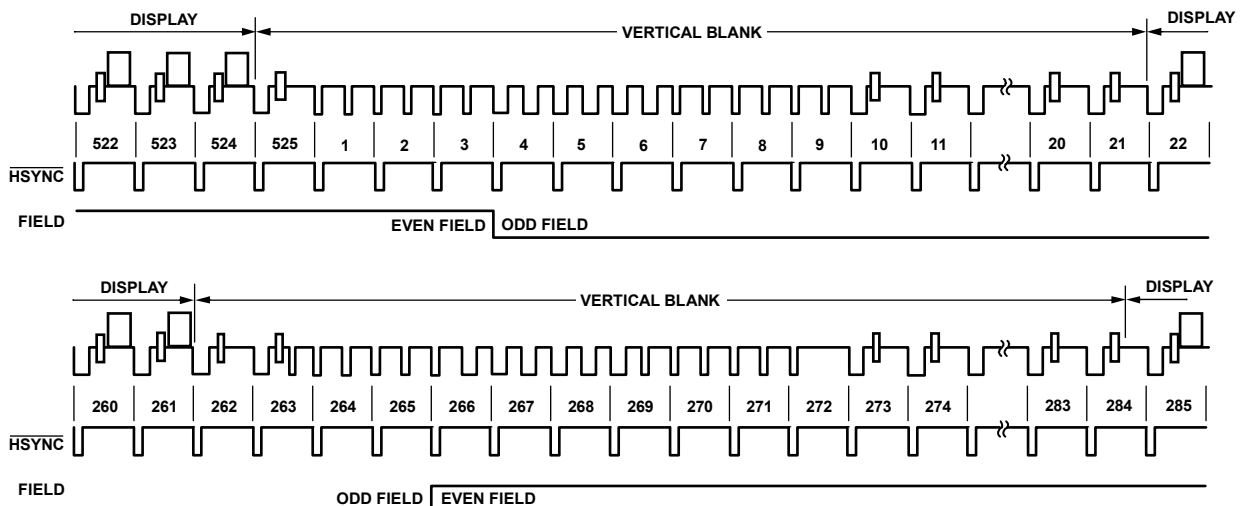 DISPLAY VERTICAL BLANK DISPLAY
522 523 524 525 1 2 3 4 5 6 7 8 9 10 11 20 21 22
HSYNC
FIELD EVEN FIELD ODD FIELD
DISPLAY VERTICAL BLANK DISPLAY
260 261 262 263 264 265 266 267 268 269 270 271 272 273 274 283 284 285
HSYNC
FIELD ODD FIELD EVEN FIELD